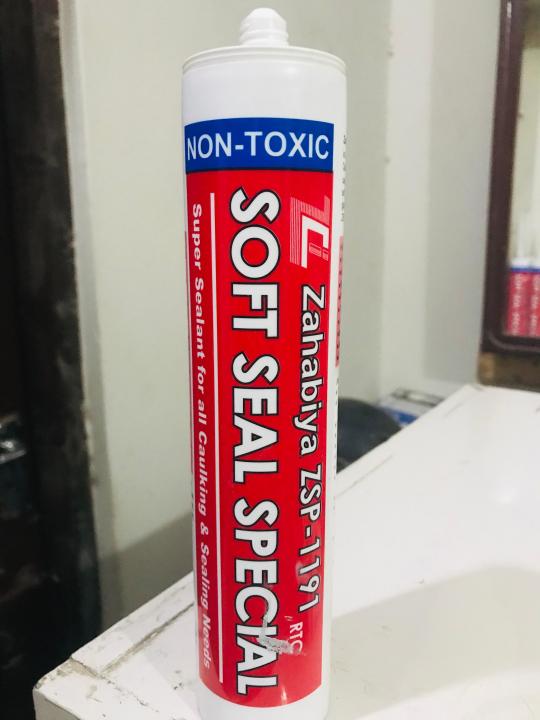 NON-TOXIC
Zahabiya ZSP-1191
RTC
SOFT SEAL SPECIAL
Super Sealant for all Caulking & Sealing Needs